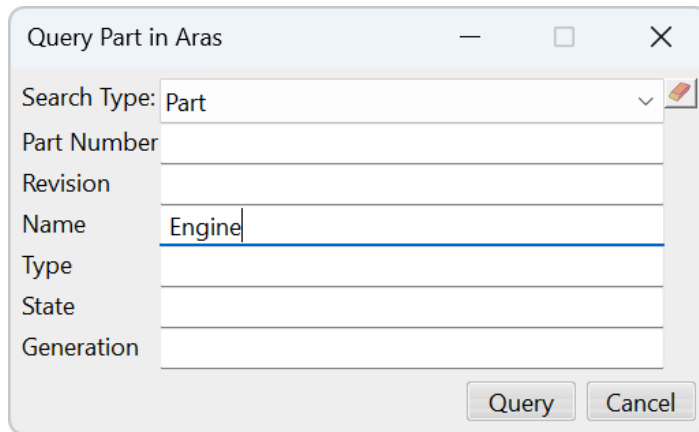 Query Part in Aras
Search Type: Part
Part Number
Revision
Name Engine
Type
State
Generation
Query Cancel